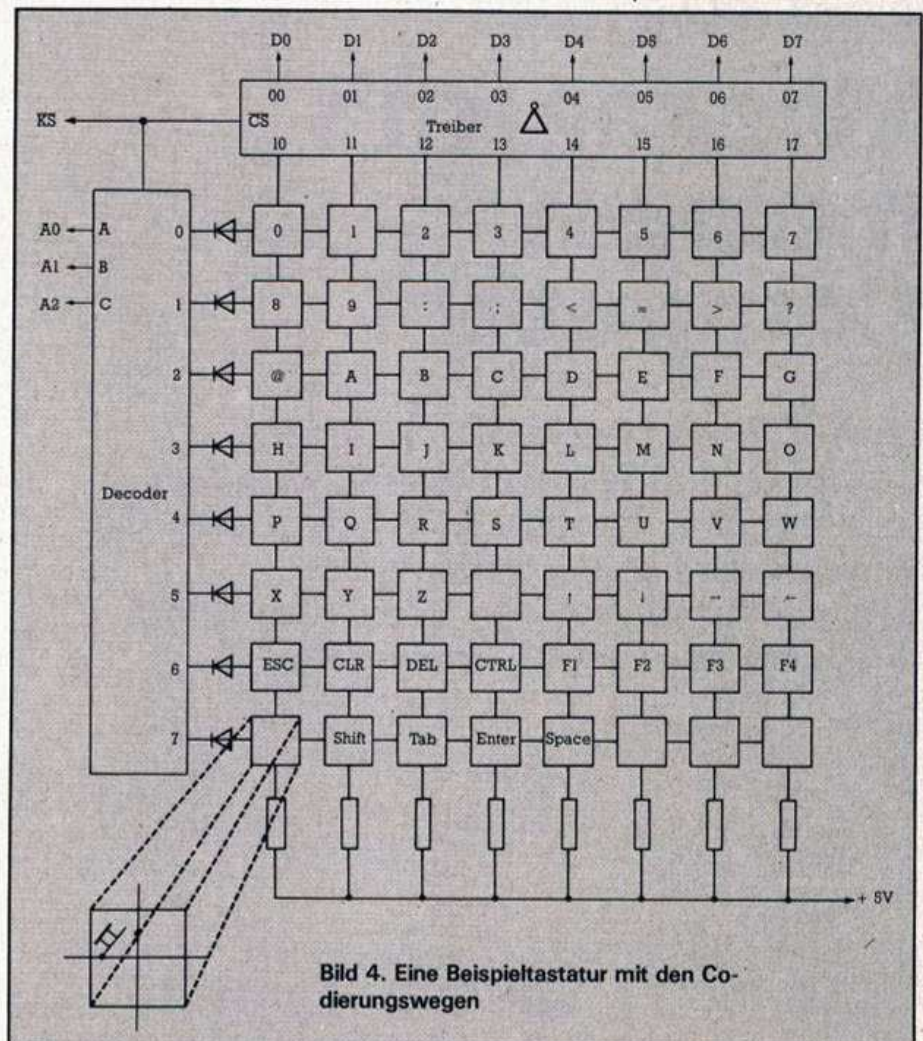 D0 D1 D2 D3 D4 D5 D6 D7
00 01 02 03 04 05 06 07
KS CS Treiber
10 11 12 13 14 15 16 17
A0 A 0 0 1 2 3 4 5 6 7
A1 B
A2 C 1 8 9 : ; < = > ?
2 @ A B C D E F G
3 H I J K L M N O
Decoder
4 P Q R S T U V W
5 X Y Z ↑ ↓ → ←
6 ESC CLR DEL CTRL F1 F2 F3 F4
7 Shift Tab Enter Space
+ 5V
Bild 4. Eine Beispieltastatur mit den Co-
dierungswegen